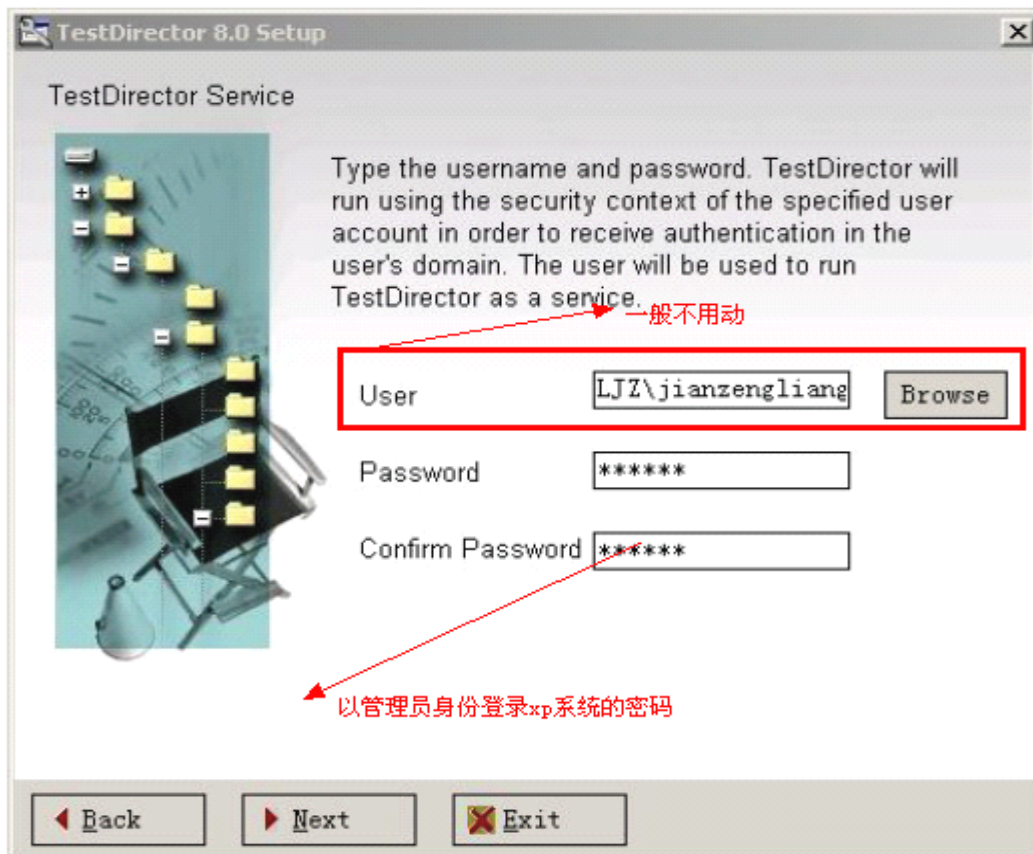 TestDirector 8.0 Setup
TestDirector Service
Type the username and password. TestDirector will
run using the security context of the specified user
account in order to receive authentication in the
user's domain. The user will be used to run
TestDirector as a service.
一般不用动
User LJZ\jianzengliang Browse
Password ******
Confirm Password ******
以管理员身份登录xp系统的密码
Back Next Exit